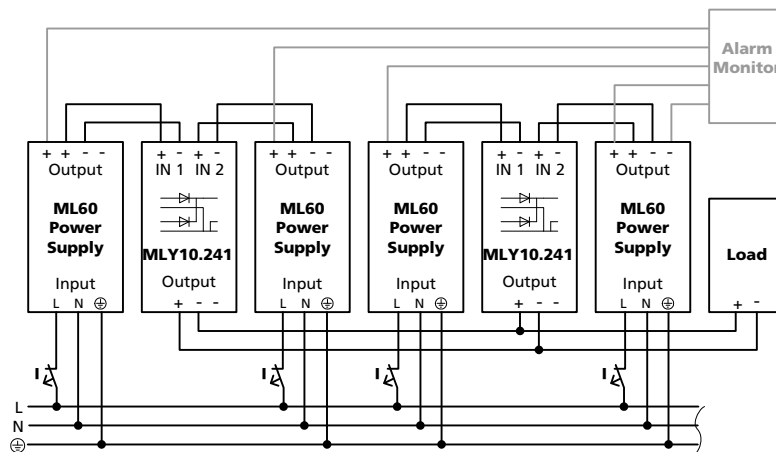 Alarm
Monitor
+ + - -
+ - + -
+ + - -
+ + - -
+ - + -
+ + - -
Output
IN 1 IN 2
Output
Output
IN 1 IN 2
Output
ML60
Power
Supply
MLY10.241
ML60
Power
Supply
ML60
Power
Supply
MLY10.241
ML60
Power
Supply
Load
Input
Output
Input
Input
Output
Input
L N
+ - -
L N
L N
+ - -
L N
+ -
I
I
I
I
L
N